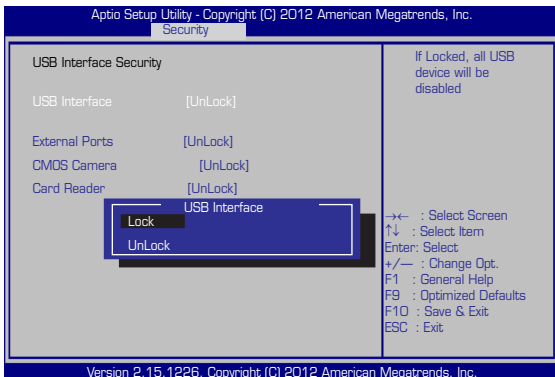 Aptio Setup Utility - Copyright (C) 2012 American Megatrends, Inc.
Security
USB Interface Security
USB Interface [UnLock]
External Ports [UnLock]
CMOS Camera [UnLock]
Card Reader [UnLock]
USB Interface
Lock
UnLock
If Locked, all USB
device will be
disabled
→← : Select Screen
↑↓ : Select Item
Enter: Select
+/— : Change Opt.
F1 : General Help
F9 : Optimized Defaults
F10 : Save & Exit
ESC : Exit
Version 2.15.1226. Copyright (C) 2012 American Megatrends, Inc.